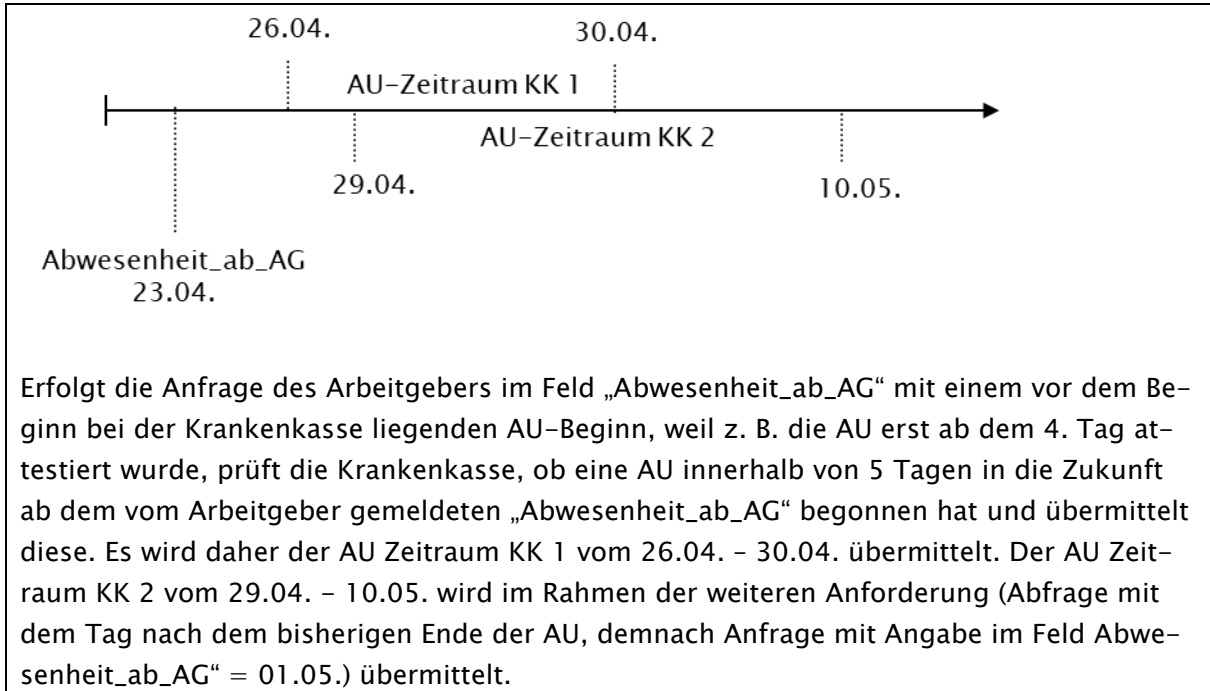 26.04. 30.04.
AU-Zeitraum KK 1
AU-Zeitraum KK 2
29.04. 10.05.
Abwesenheit_ab_AG
23.04.
Erfolgt die Anfrage des Arbeitgebers im Feld „Abwesenheit_ab_AG“ mit einem vor dem Be-
ginn bei der Krankenkasse liegenden AU-Beginn, weil z. B. die AU erst ab dem 4. Tag at-
testiert wurde, prüft die Krankenkasse, ob eine AU innerhalb von 5 Tagen in die Zukunft
ab dem vom Arbeitgeber gemeldeten „Abwesenheit_ab_AG“ begonnen hat und übermittelt
diese. Es wird daher der AU Zeitraum KK 1 vom 26.04. – 30.04. übermittelt. Der AU Zeit-
raum KK 2 vom 29.04. – 10.05. wird im Rahmen der weiteren Anforderung (Abfrage mit
dem Tag nach dem bisherigen Ende der AU, demnach Anfrage mit Angabe im Feld Abwe-
senheit_ab_AG“ = 01.05.) übermittelt.